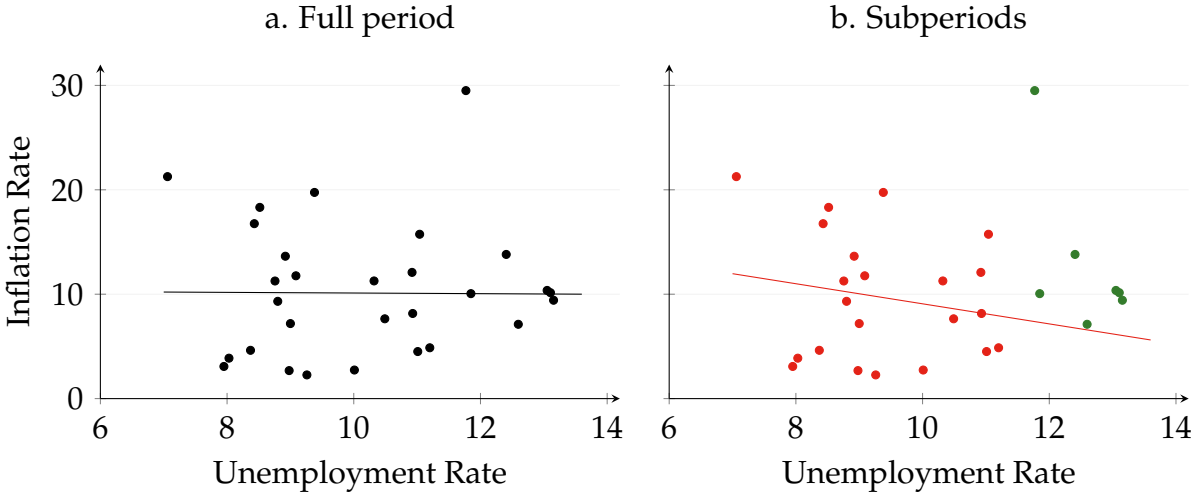 a. Full period
b. Subperiods
30
20
10
0
Inflation Rate
6
8
10
12
14
6
8
10
12
14
Unemployment Rate
Unemployment Rate